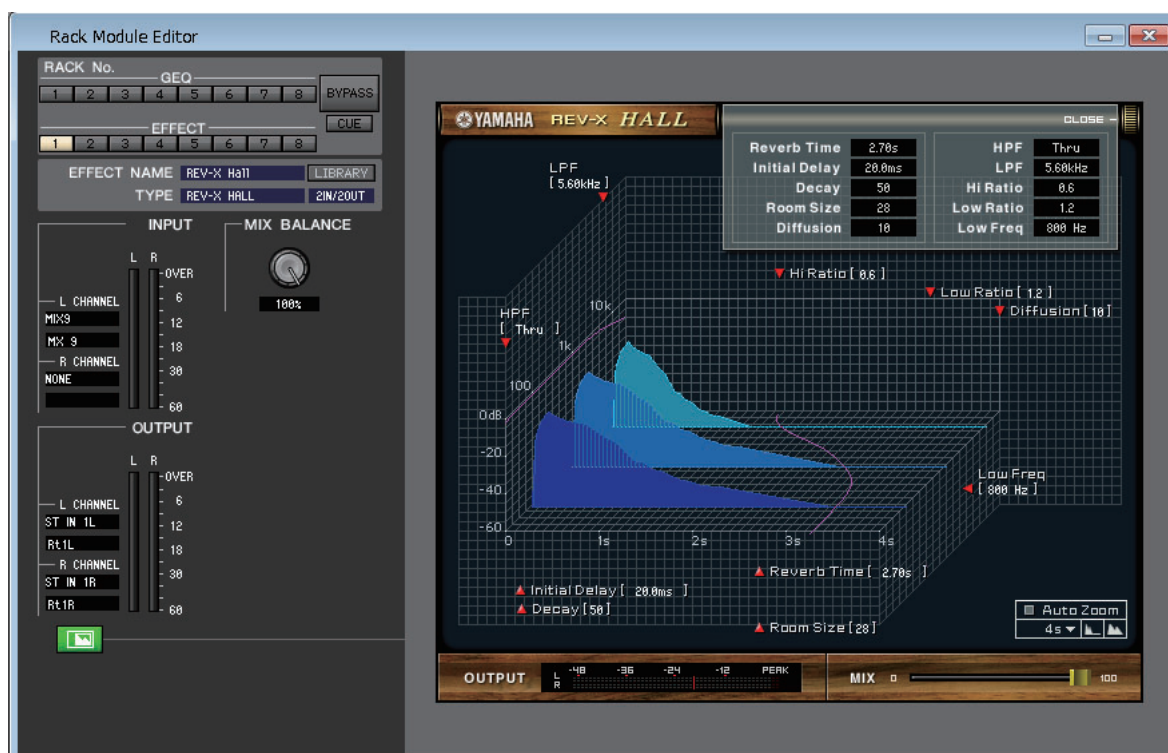 Rack Module Editor
RACK No.
GEQ
1 2 3 4 5 6 7 8
BYPASS
EFFECT
CUE
1 2 3 4 5 6 7 8
EFFECT NAME REV-X Hall LIBRARY
TYPE REV-X HALL 2IN/2OUT
INPUT
L R
OVER
6
12
18
30
60
L CHANNEL
MIX9
MX 9
R CHANNEL
NONE
MIX BALANCE
100%
OUTPUT
L R
OVER
6
12
18
30
60
L CHANNEL
ST IN 1L
Rt1L
R CHANNEL
ST IN 1R
Rt1R
YAMAHA REV-X HALL
CLOSE -
Reverb Time 2.70s
Initial Delay 20.0ms
Decay 50
Room Size 28
Diffusion 10
HPF Thru
LPF 5.60kHz
Hi Ratio 0.6
Low Ratio 1.2
Low Freq 800 Hz
LPF
[ 5.60kHz ]
Hi Ratio [ 0.6 ]
Low Ratio [ 1.2 ]
Diffusion [ 10 ]
HPF
[ Thru ]
10k
1k
100
0dB
-20
-40
-60
0 1s 2s 3s 4s
Low Freq
[ 800 Hz ]
Reverb Time [ 2.70s ]
Initial Delay [ 20.0ms ]
Decay [50]
Room Size [28]
Auto Zoom
4s
OUTPUT
L
R
-48 -36 -24 -12 PEAK
MIX 0 100